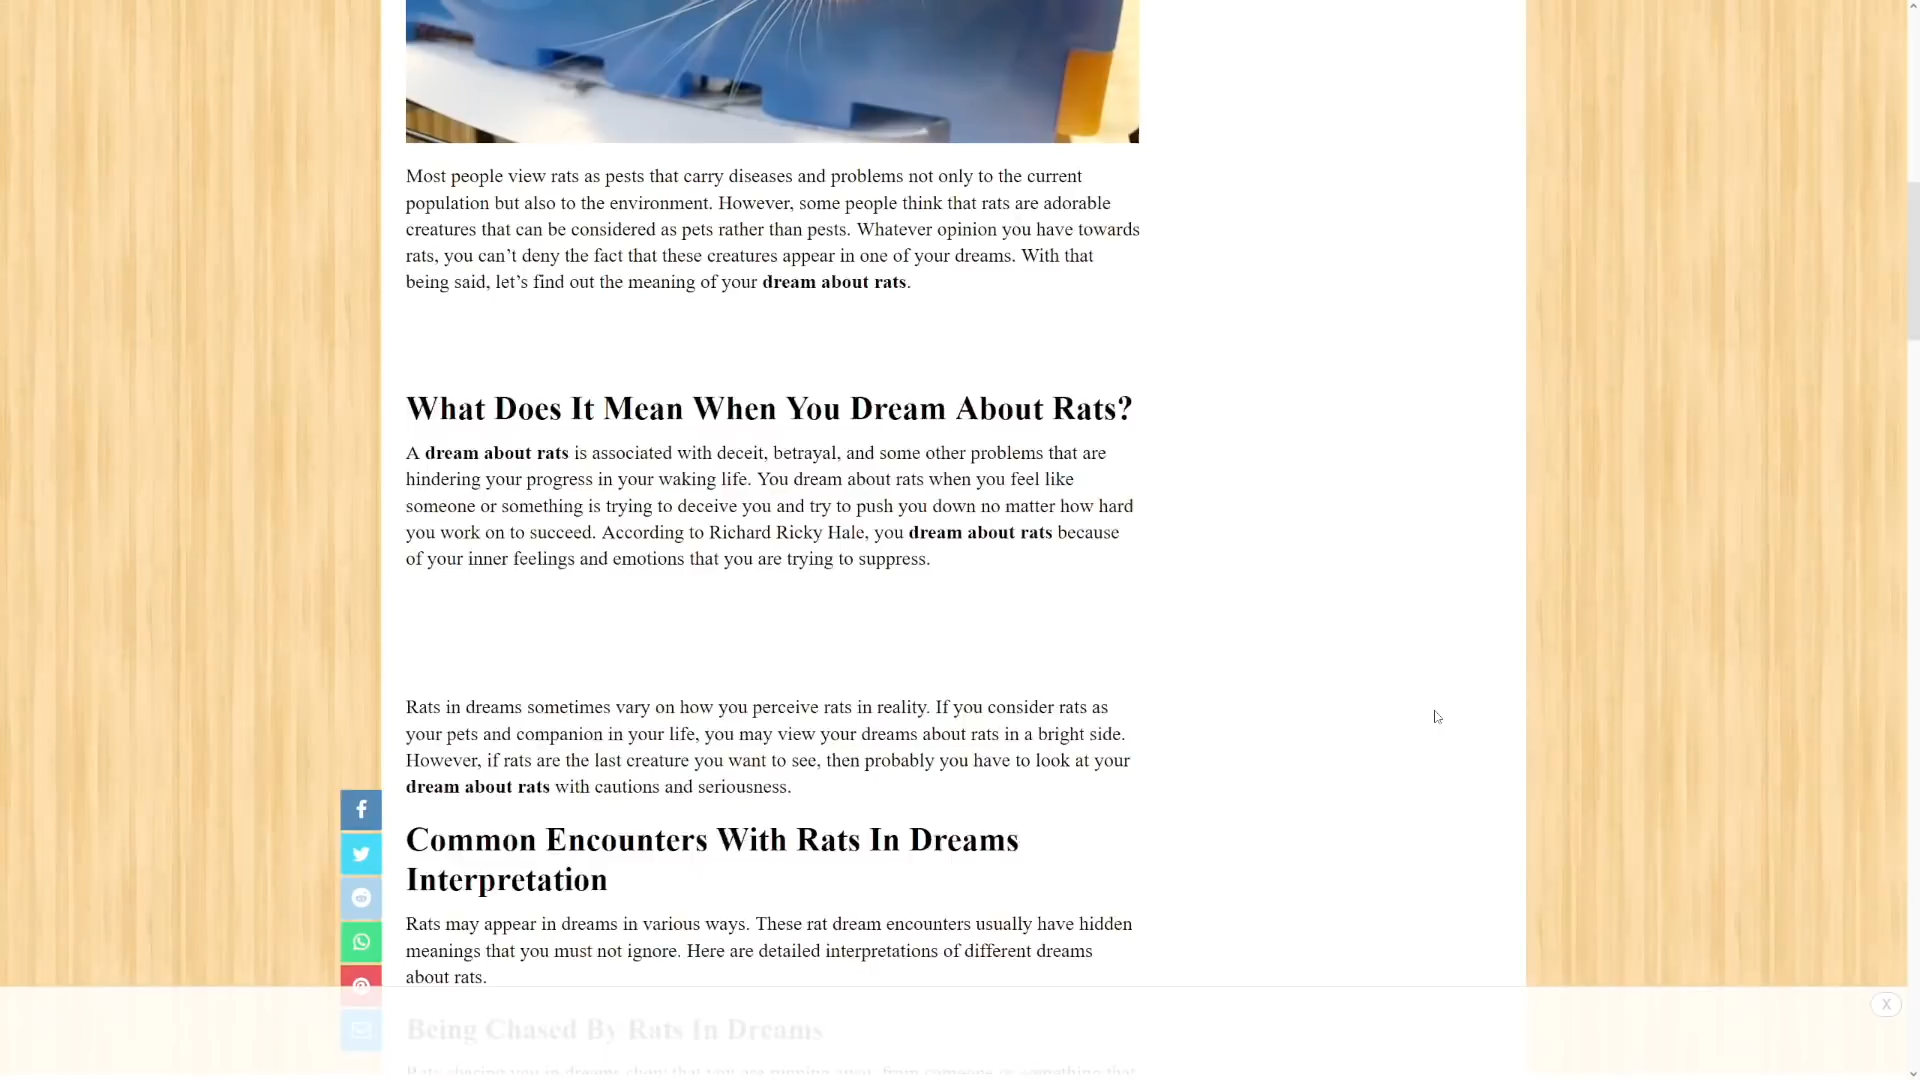 Most people view rats as pests that carry diseases and problems not only to the current
population but also to the environment. However, some people think that rats are adorable
creatures that can be considered as pets rather than pests. Whatever opinion you have towards
rats, you can’t deny the fact that these creatures appear in one of your dreams. With that
being said, let’s find out the meaning of your dream about rats.
What Does It Mean When You Dream About Rats?
A dream about rats is associated with deceit, betrayal, and some other problems that are
hindering your progress in your waking life. You dream about rats when you feel like
someone or something is trying to deceive you and try to push you down no matter how hard
you work on to succeed. According to Richard Ricky Hale, you dream about rats because
of your inner feelings and emotions that you are trying to suppress.
Rats in dreams sometimes vary on how you perceive rats in reality. If you consider rats as
your pets and companion in your life, you may view your dreams about rats in a bright side.
However, if rats are the last creature you want to see, then probably you have to look at your
dream about rats with cautions and seriousness.
Common Encounters With Rats In Dreams
Interpretation
Rats may appear in dreams in various ways. These rat dream encounters usually have hidden
meanings that you must not ignore. Here are detailed interpretations of different dreams
about rats.
X
Being Chased By Rats In Dreams